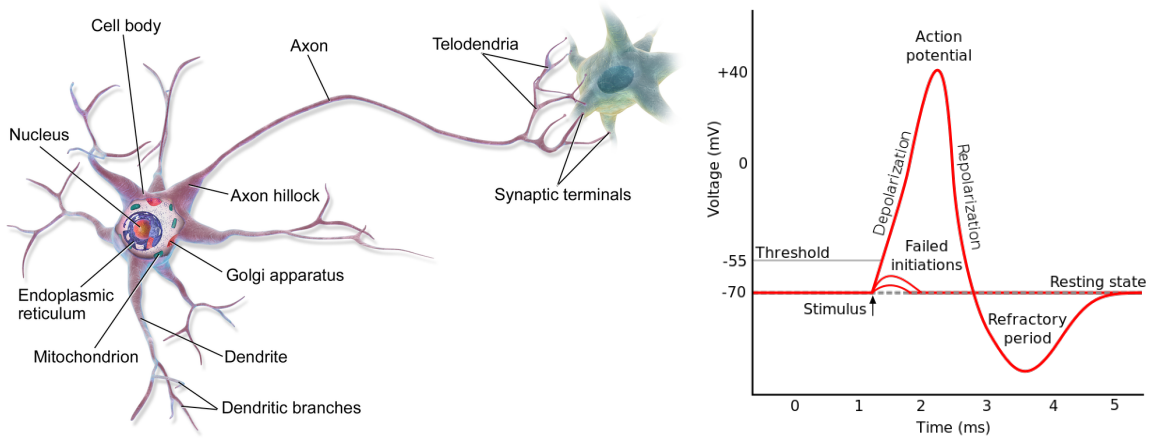 Cell body
Axon
Telodendria
Nucleus
Axon hillock
Synaptic terminals
Golgi apparatus
Endoplasmic
reticulum
Mitochondrion
Dendrite
Dendritic branches
Action
potential
+40
Voltage (mV)
0
Depolarization
Repolarization
Failed
initiations
Threshold
-55
-70
Resting state
Stimulus
Refractory
period
0 1 2 3 4 5
Time (ms)